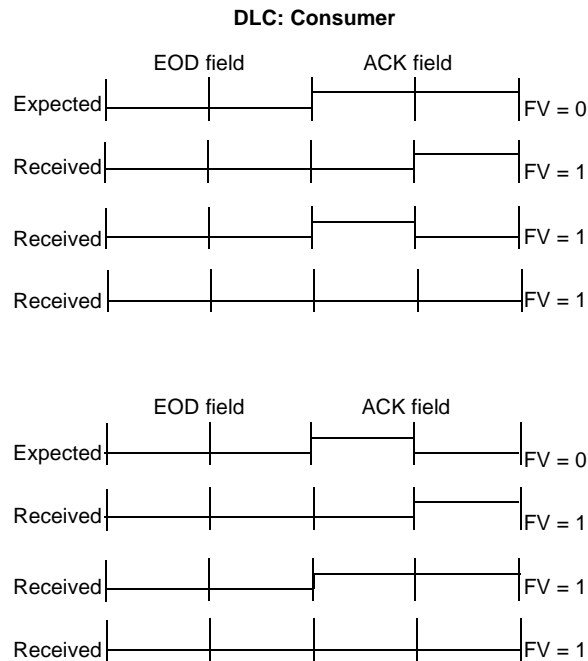 DLC: Consumer
EOD field ACK field
Expected FV = 0
Received FV = 1
Received FV = 1
Received FV = 1
EOD field ACK field
Expected FV = 0
Received FV = 1
Received FV = 1
Received FV = 1